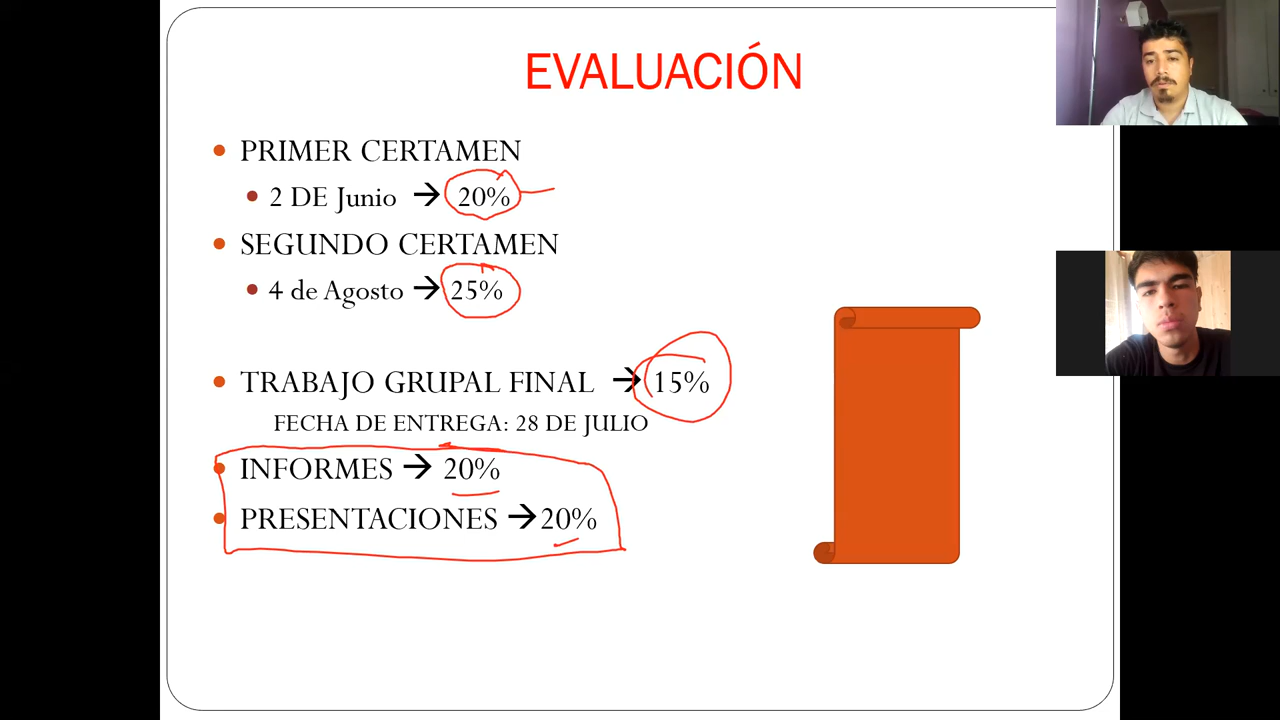 EVALUACIÓN
PRIMER CERTAMEN
2 DE Junio → 20%
SEGUNDO CERTAMEN
4 de Agosto → 25%
TRABAJO GRUPAL FINAL → 15%
FECHA DE ENTREGA: 28 DE JULIO
INFORMES → 20%
PRESENTACIONES → 20%